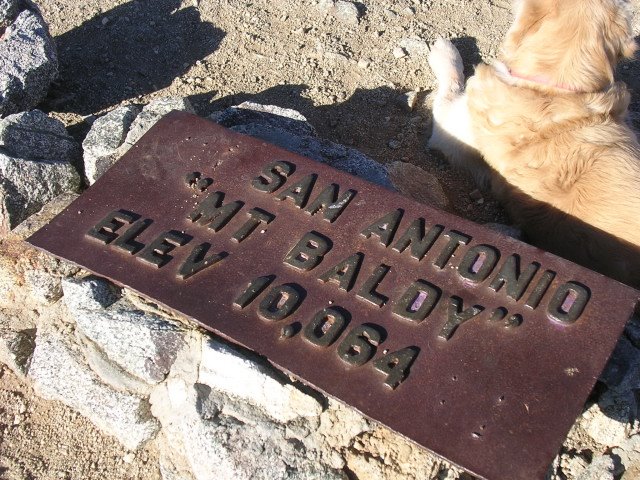 SAN ANTONIO
"MT BALDY"
ELEV 10,064